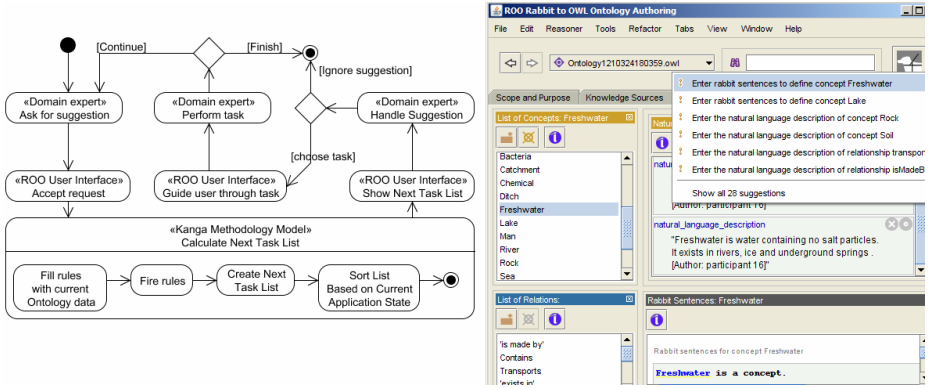 [Continue]
[Finish]
[Ignore suggestion]
«Domain expert»
Ask for suggestion
«Domain expert»
Perform task
«Domain expert»
Handle Suggestion
[choose task]
«ROO User Interface»
Accept request
«ROO User Interface»
Guide user through task
«ROO User Interface»
Show Next Task List
«Kanga Methodology Model»
Calculate Next Task List
Fill rules
with current
Ontology data
Fire rules
Create Next
Task List
Sort List
Based on Current
Application State
ROO Rabbit to OWL Ontology Authoring
File Edit Reasoner Tools Refactor Tabs View Window Help
Ontology1210324180359.owl
Enter rabbit sentences to define concept Freshwater
Enter rabbit sentences to define concept Lake
Enter the natural language description of concept Rock
Enter the natural language description of concept Soil
Enter the natural language description of relationship transpor
Enter the natural language description of relationship isMadeB
Show all 28 suggestions
Scope and Purpose Knowledge Sources
List of Concepts: Freshwater
Bacteria
Catchment
Chemical
Ditch
Freshwater
Lake
Man
River
Rock
Sea
Natu
natu
[Author: participant 16]"
natural_language_description
"Freshwater is water containing no salt particles.
It exists in rivers, ice and underground springs .
[Author: participant 16]"
List of Relations:
'is made by'
Contains
Transports
'exists in'
Rabbit Sentences: Freshwater
Rabbit sentences for concept Freshwater
Freshwater is a concept.